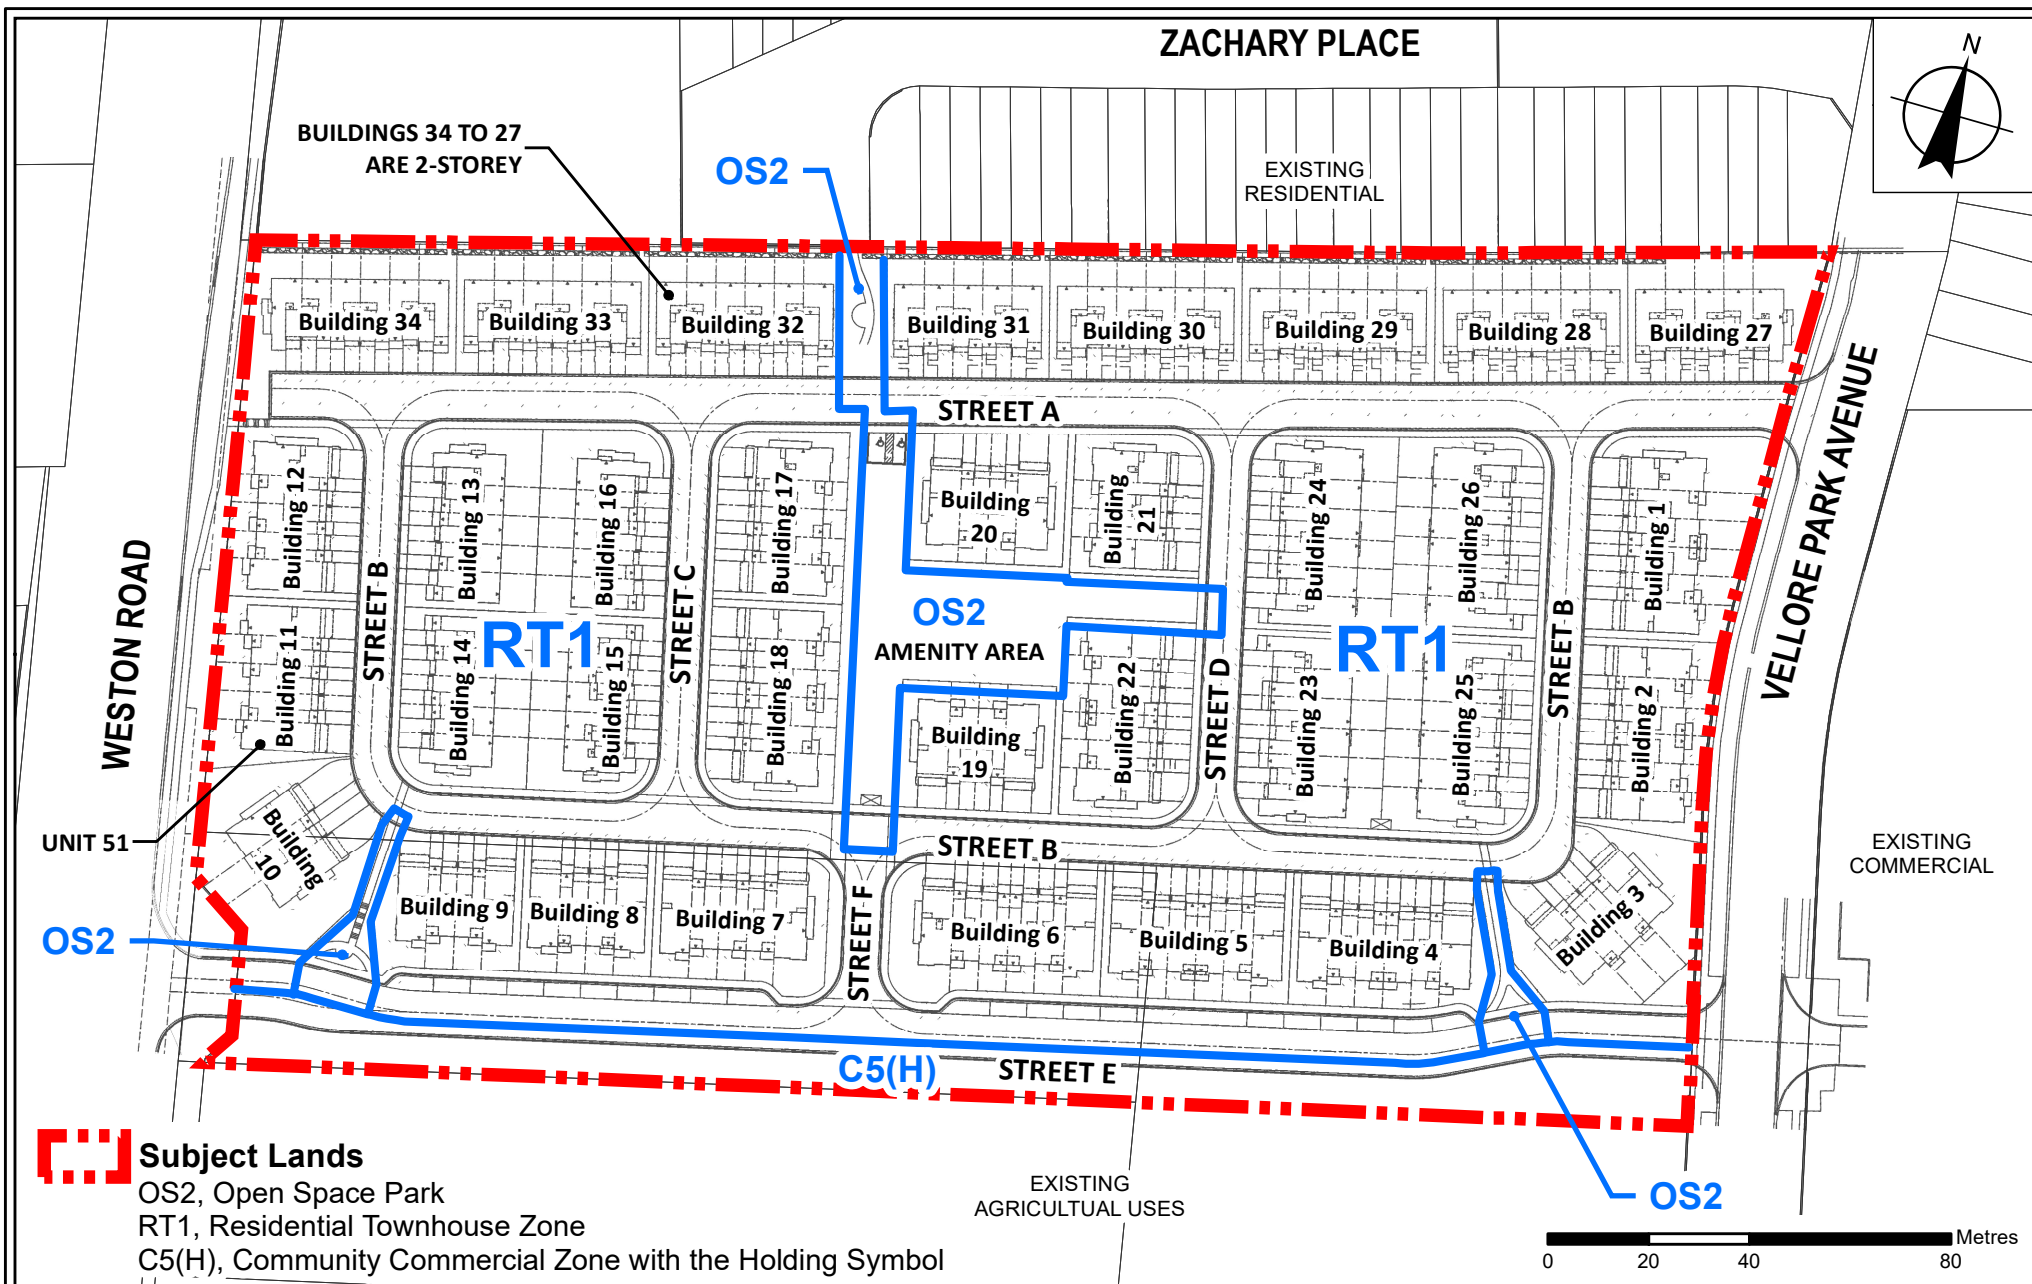 ZACHARY PLACE
N
BUILDINGS 34 TO 27
ARE 2-STOREY
OS2
EXISTING
RESIDENTIAL
Building 34
Building 33
Building 32
Building 31
Building 30
Building 29
Building 28
Building 27
STREET A
WESTON ROAD
VELLORE PARK AVENUE
Building 12
Building 13
Building 16
Building 17
Building
20
Building
21
Building 24
Building 26
Building 1
STREET B
STREET C
STREET D
STREET B
RT1
OS2
AMENITY AREA
RT1
Building 11
Building 14
Building 15
Building 18
Building
19
Building 22
Building 23
Building 25
Building 2
UNIT 51
Building
10
STREET B
EXISTING
COMMERCIAL
Building 9
Building 8
Building 7
STREET F
Building 6
Building 5
Building 4
Building 3
OS2
C5(H)
STREET E
OS2
EXISTING
AGRICULTUAL USES
Subject Lands
OS2, Open Space Park
RT1, Residential Townhouse Zone
C5(H), Community Commercial Zone with the Holding Symbol
Metres
0 20 40 80